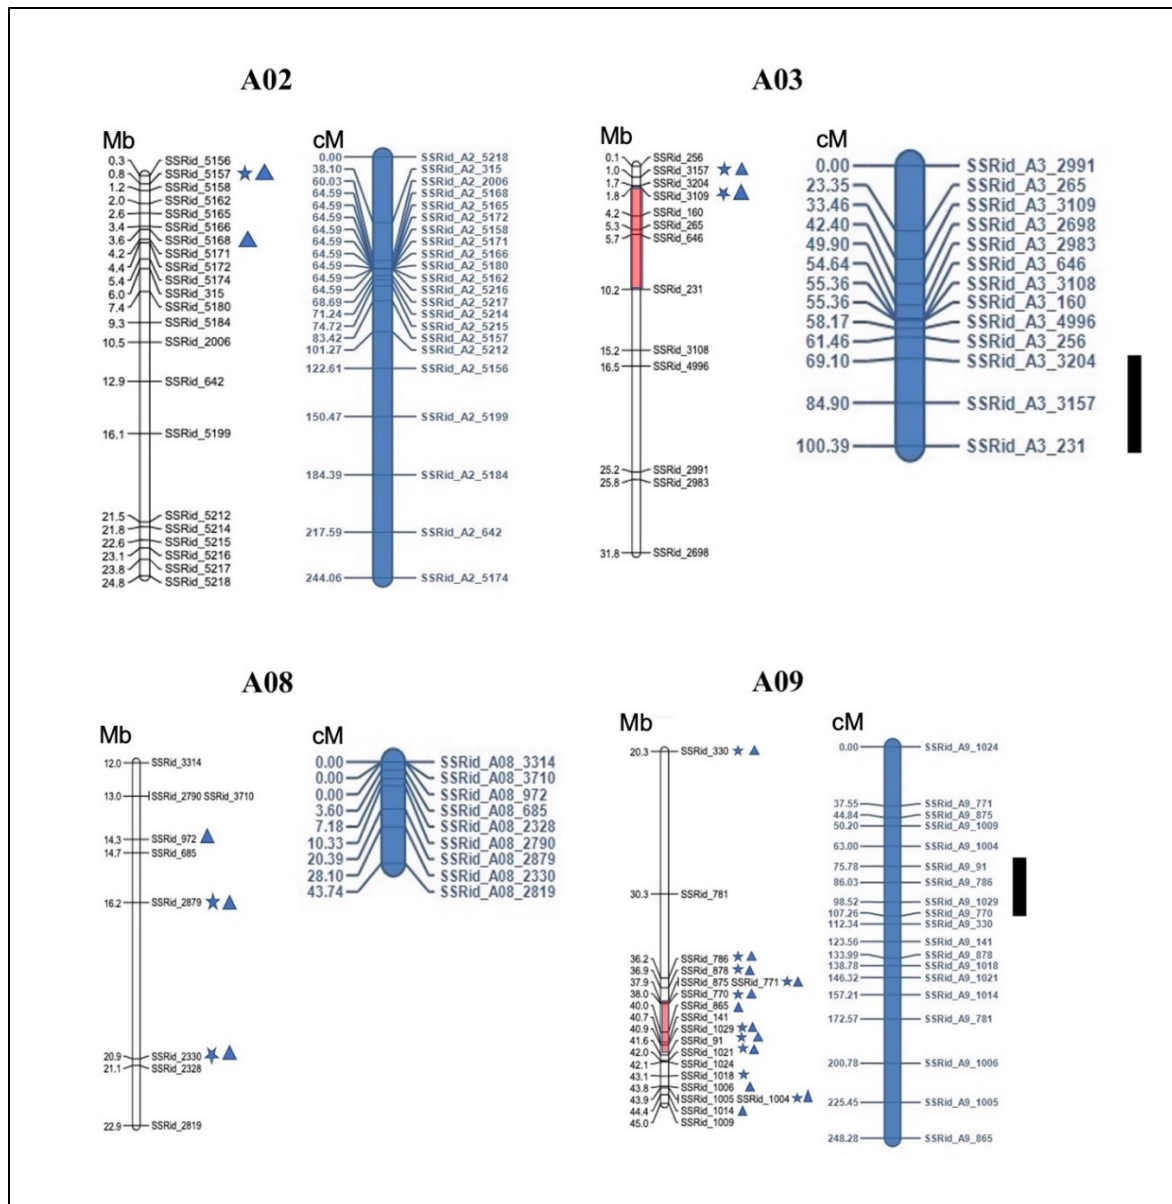 A02
Mb
0.3 SSRid_5156
0.8 SSRid_5157
1.2 SSRid_5158
2.0 SSRid_5162
2.6 SSRid_5165
3.4 SSRid_5166
3.6 SSRid_5168
4.2 SSRid_5171
4.4 SSRid_5172
5.4 SSRid_5174
6.0 SSRid_315
7.4 SSRid_5180
9.3 SSRid_5184
10.5 SSRid_2006
12.9 SSRid_642
16.1 SSRid_5199
21.5 SSRid_5212
21.8 SSRid_5214
22.6 SSRid_5215
23.1 SSRid_5216
23.8 SSRid_5217
24.8 SSRid_5218
cM
0.00 SSRid_A2_5218
38.10 SSRid_A2_315
60.03 SSRid_A2_2006
64.59 SSRid_A2_5168
64.59 SSRid_A2_5165
64.59 SSRid_A2_5172
64.59 SSRid_A2_5158
64.59 SSRid_A2_5171
64.59 SSRid_A2_5166
64.59 SSRid_A2_5180
64.59 SSRid_A2_5162
64.59 SSRid_A2_5216
68.69 SSRid_A2_5217
71.24 SSRid_A2_5214
74.72 SSRid_A2_5215
83.42 SSRid_A2_5157
101.27 SSRid_A2_5212
122.61 SSRid_A2_5156
150.47 SSRid_A2_5199
184.39 SSRid_A2_5184
217.59 SSRid_A2_642
244.06 SSRid_A2_5174
A03
Mb
0.1 SSRid_256
1.0 SSRid_3157
1.7 SSRid_3204
1.8 SSRid_3109
4.2 SSRid_160
5.3 SSRid_265
5.7 SSRid_646
10.2 SSRid_231
15.2 SSRid_3108
16.5 SSRid_4996
25.2 SSRid_2991
25.8 SSRid_2983
31.8 SSRid_2698
cM
0.00 SSRid_A3_2991
23.35 SSRid_A3_265
33.46 SSRid_A3_3109
42.40 SSRid_A3_2698
49.90 SSRid_A3_2983
54.64 SSRid_A3_646
55.36 SSRid_A3_3108
55.36 SSRid_A3_160
58.17 SSRid_A3_4996
61.46 SSRid_A3_256
69.10 SSRid_A3_3204
84.90 SSRid_A3_3157
100.39 SSRid_A3_231
A08
Mb
12.0 SSRid_3314
13.0 SSRid_2790 SSRid_3710
14.3 SSRid_972
14.7 SSRid_685
16.2 SSRid_2879
20.9 SSRid_2330
21.1 SSRid_2328
22.9 SSRid_2819
cM
0.00 SSRid_A08_3314
0.00 SSRid_A08_3710
0.00 SSRid_A08_972
3.60 SSRid_A08_685
7.18 SSRid_A08_2328
10.33 SSRid_A08_2790
20.39 SSRid_A08_2879
28.10 SSRid_A08_2330
43.74 SSRid_A08_2819
A09
Mb
20.3 SSRid_330
30.3 SSRid_781
36.2 SSRid_786
36.9 SSRid_878
37.9 SSRid_875 SSRid_771
38.0 SSRid_770
40.0 SSRid_865
40.7 SSRid_141
40.9 SSRid_1029
41.6 SSRid_91
42.0 SSRid_1021
42.1 SSRid_1024
43.1 SSRid_1018
43.8 SSRid_1006
43.9 SSRid_1005 SSRid_1004
44.4 SSRid_1014
45.0 SSRid_1009
cM
0.00 SSRid_A9_1024
37.55 SSRid_A9_771
44.84 SSRid_A9_875
50.20 SSRid_A9_1009
63.00 SSRid_A9_1004
75.78 SSRid_A9_91
86.03 SSRid_A9_786
98.52 SSRid_A9_1029
107.26 SSRid_A9_770
112.34 SSRid_A9_330
123.56 SSRid_A9_141
133.99 SSRid_A9_878
138.78 SSRid_A9_1018
146.32 SSRid_A9_1021
157.21 SSRid_A9_1014
172.57 SSRid_A9_781
200.78 SSRid_A9_1006
225.45 SSRid_A9_1005
248.28 SSRid_A9_865